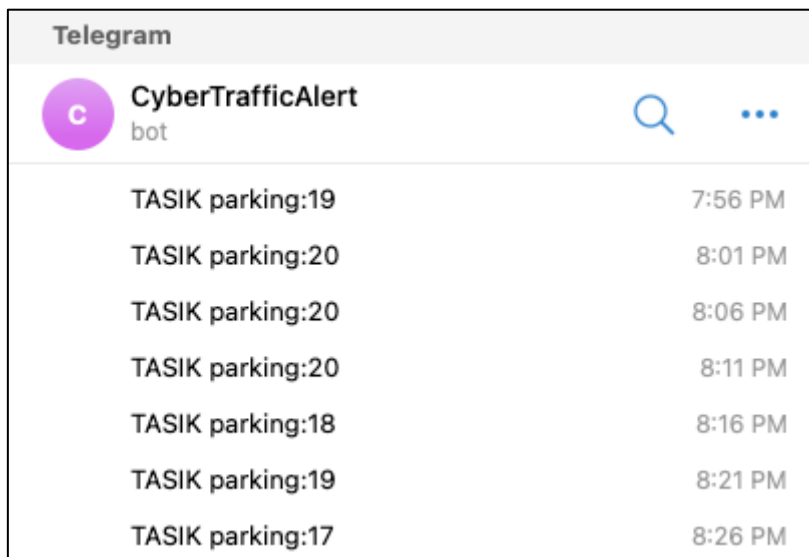 Telegram
C
CyberTrafficAlert
bot
TASIK parking:19 7:56 PM
TASIK parking:20 8:01 PM
TASIK parking:20 8:06 PM
TASIK parking:20 8:11 PM
TASIK parking:18 8:16 PM
TASIK parking:19 8:21 PM
TASIK parking:17 8:26 PM